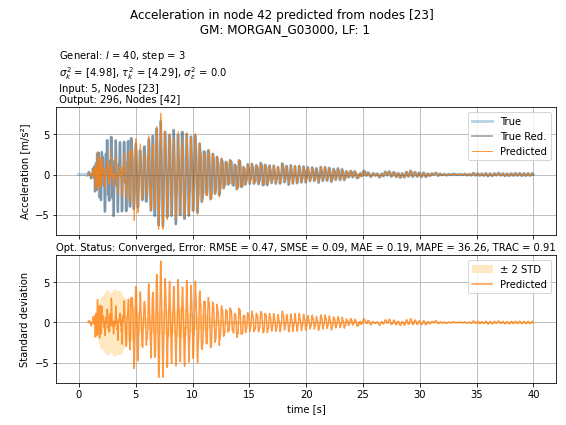 Acceleration in node 42 predicted from nodes [23]
GM: MORGAN_G03000, LF: 1
General: l = 40, step = 3
σ²ₖ = [4.98], τ²ₖ = [4.29], σ²ε = 0.0
Input: 5, Nodes [23]
Output: 296, Nodes [42]
Acceleration [m/s²]
5
0
−5
True
True Red.
Predicted
Opt. Status: Converged, Error: RMSE = 0.47, SMSE = 0.09, MAE = 0.19, MAPE = 36.26, TRAC = 0.91
Standard deviation
5
0
−5
± 2 STD
Predicted
0 5 10 15 20 25 30 35 40
time [s]